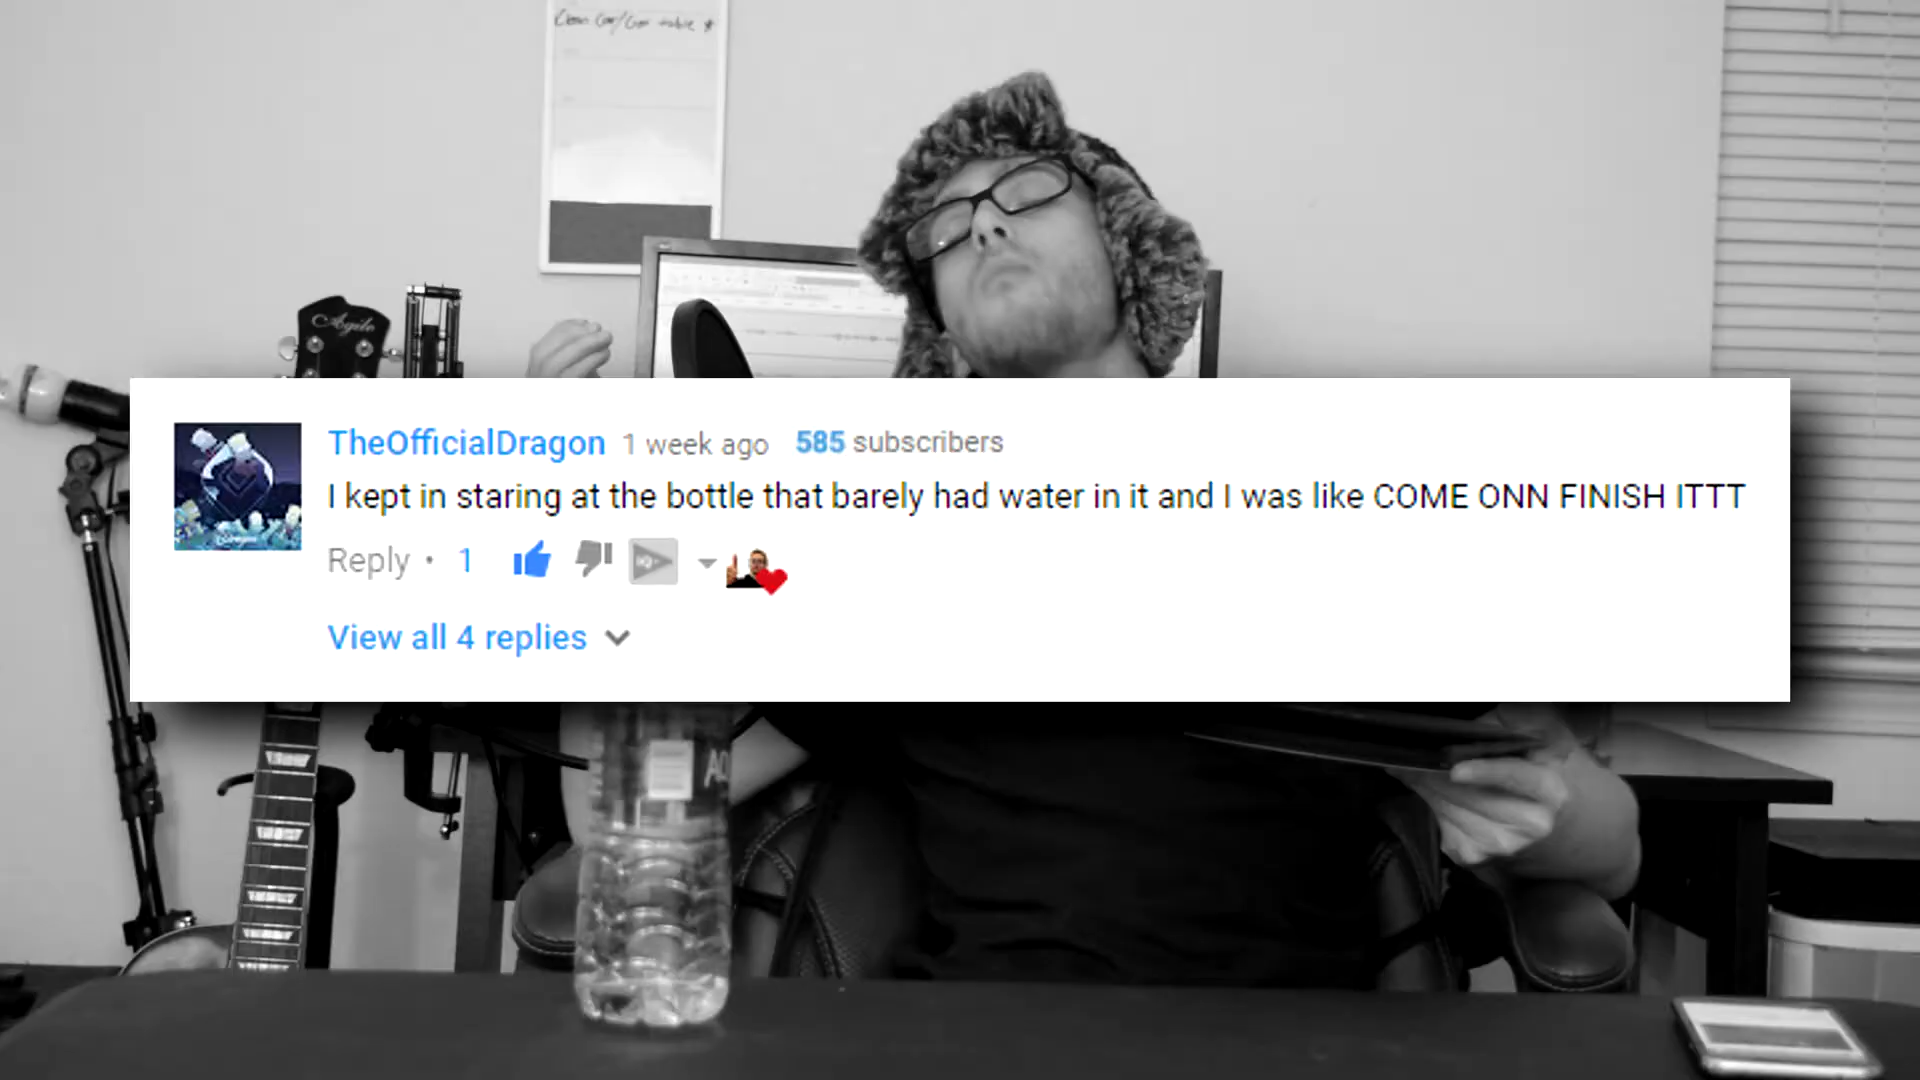 Agile
TheOfficialDragon 1 week ago 585 subscribers
I kept in staring at the bottle that barely had water in it and I was like COME ONN FINISH ITTT
Reply • 1
View all 4 replies